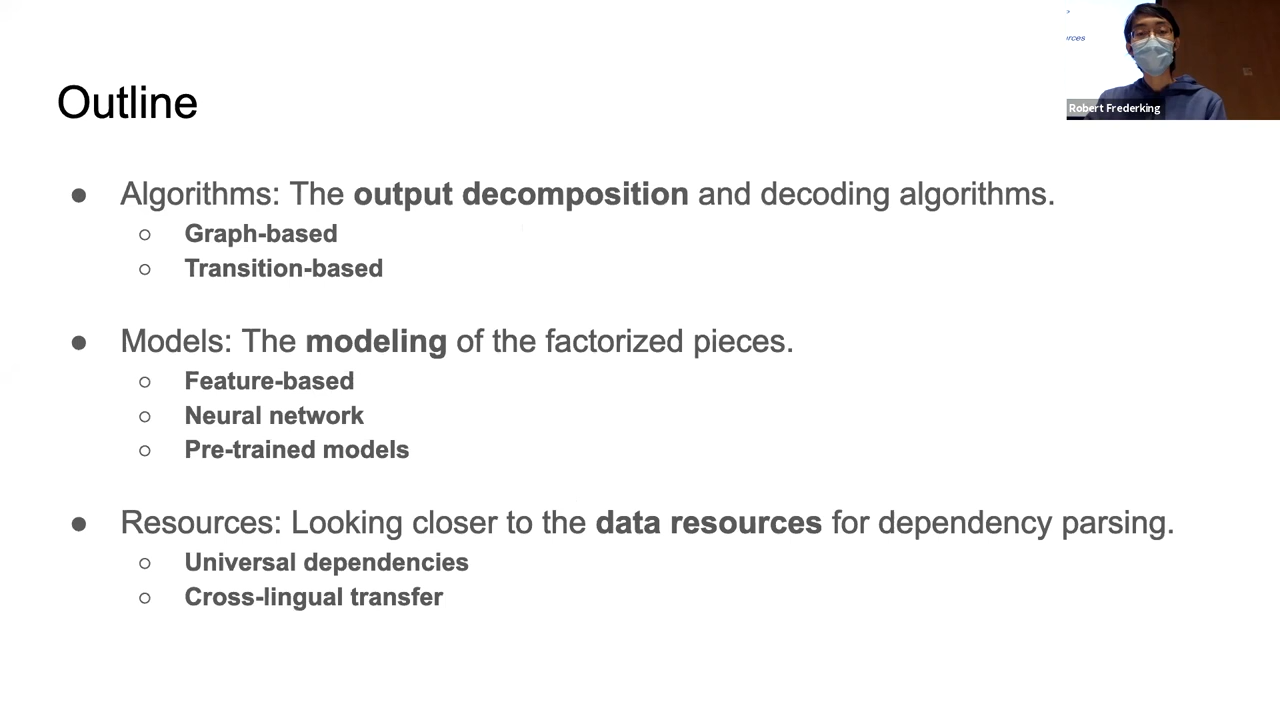 Outline
● Algorithms: The output decomposition and decoding algorithms.
○ Graph-based
○ Transition-based
● Models: The modeling of the factorized pieces.
○ Feature-based
○ Neural network
○ Pre-trained models
● Resources: Looking closer to the data resources for dependency parsing.
○ Universal dependencies
○ Cross-lingual transfer
Robert Frederking